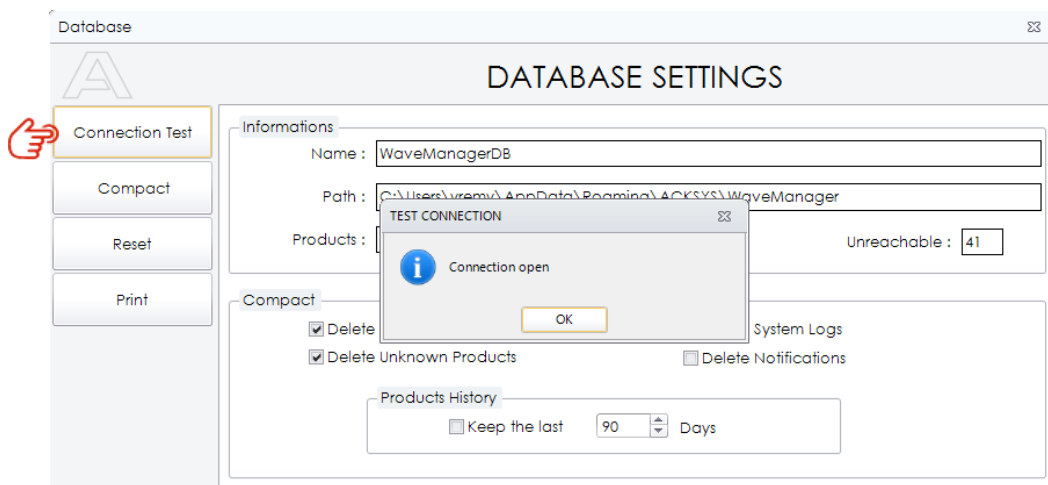 Database
DATABASE SETTINGS
Connection Test
Compact
Reset
Print
Informations
Name : WaveManagerDB
Path : C:\Users\vremy\AppData\Roaming\ACKSYS\WaveManager
Products :
Unreachable : 41
TEST CONNECTION
Connection open
OK
Compact
Delete
System Logs
Delete Unknown Products
Delete Notifications
Products History
Keep the last 90 Days